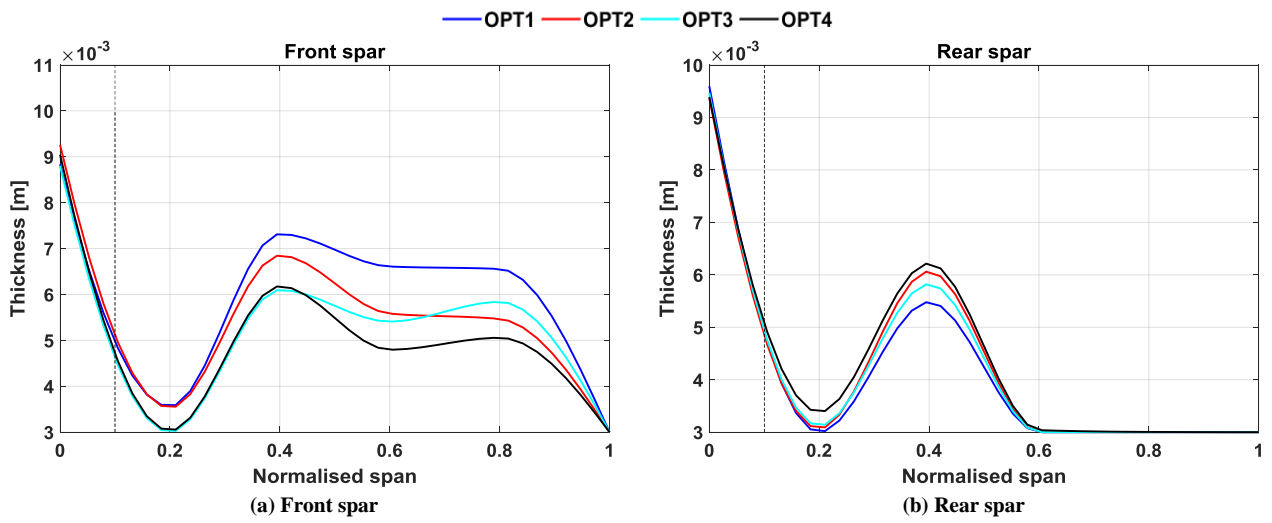 OPT1 OPT2 OPT3 OPT4
Front spar
×10⁻³
11
10
9
8
7
6
5
4
3
Thickness [m]
0 0.2 0.4 0.6 0.8 1
Normalised span
(a) Front spar
Rear spar
×10⁻³
10
9
8
7
6
5
4
3
Thickness [m]
0 0.2 0.4 0.6 0.8 1
Normalised span
(b) Rear spar